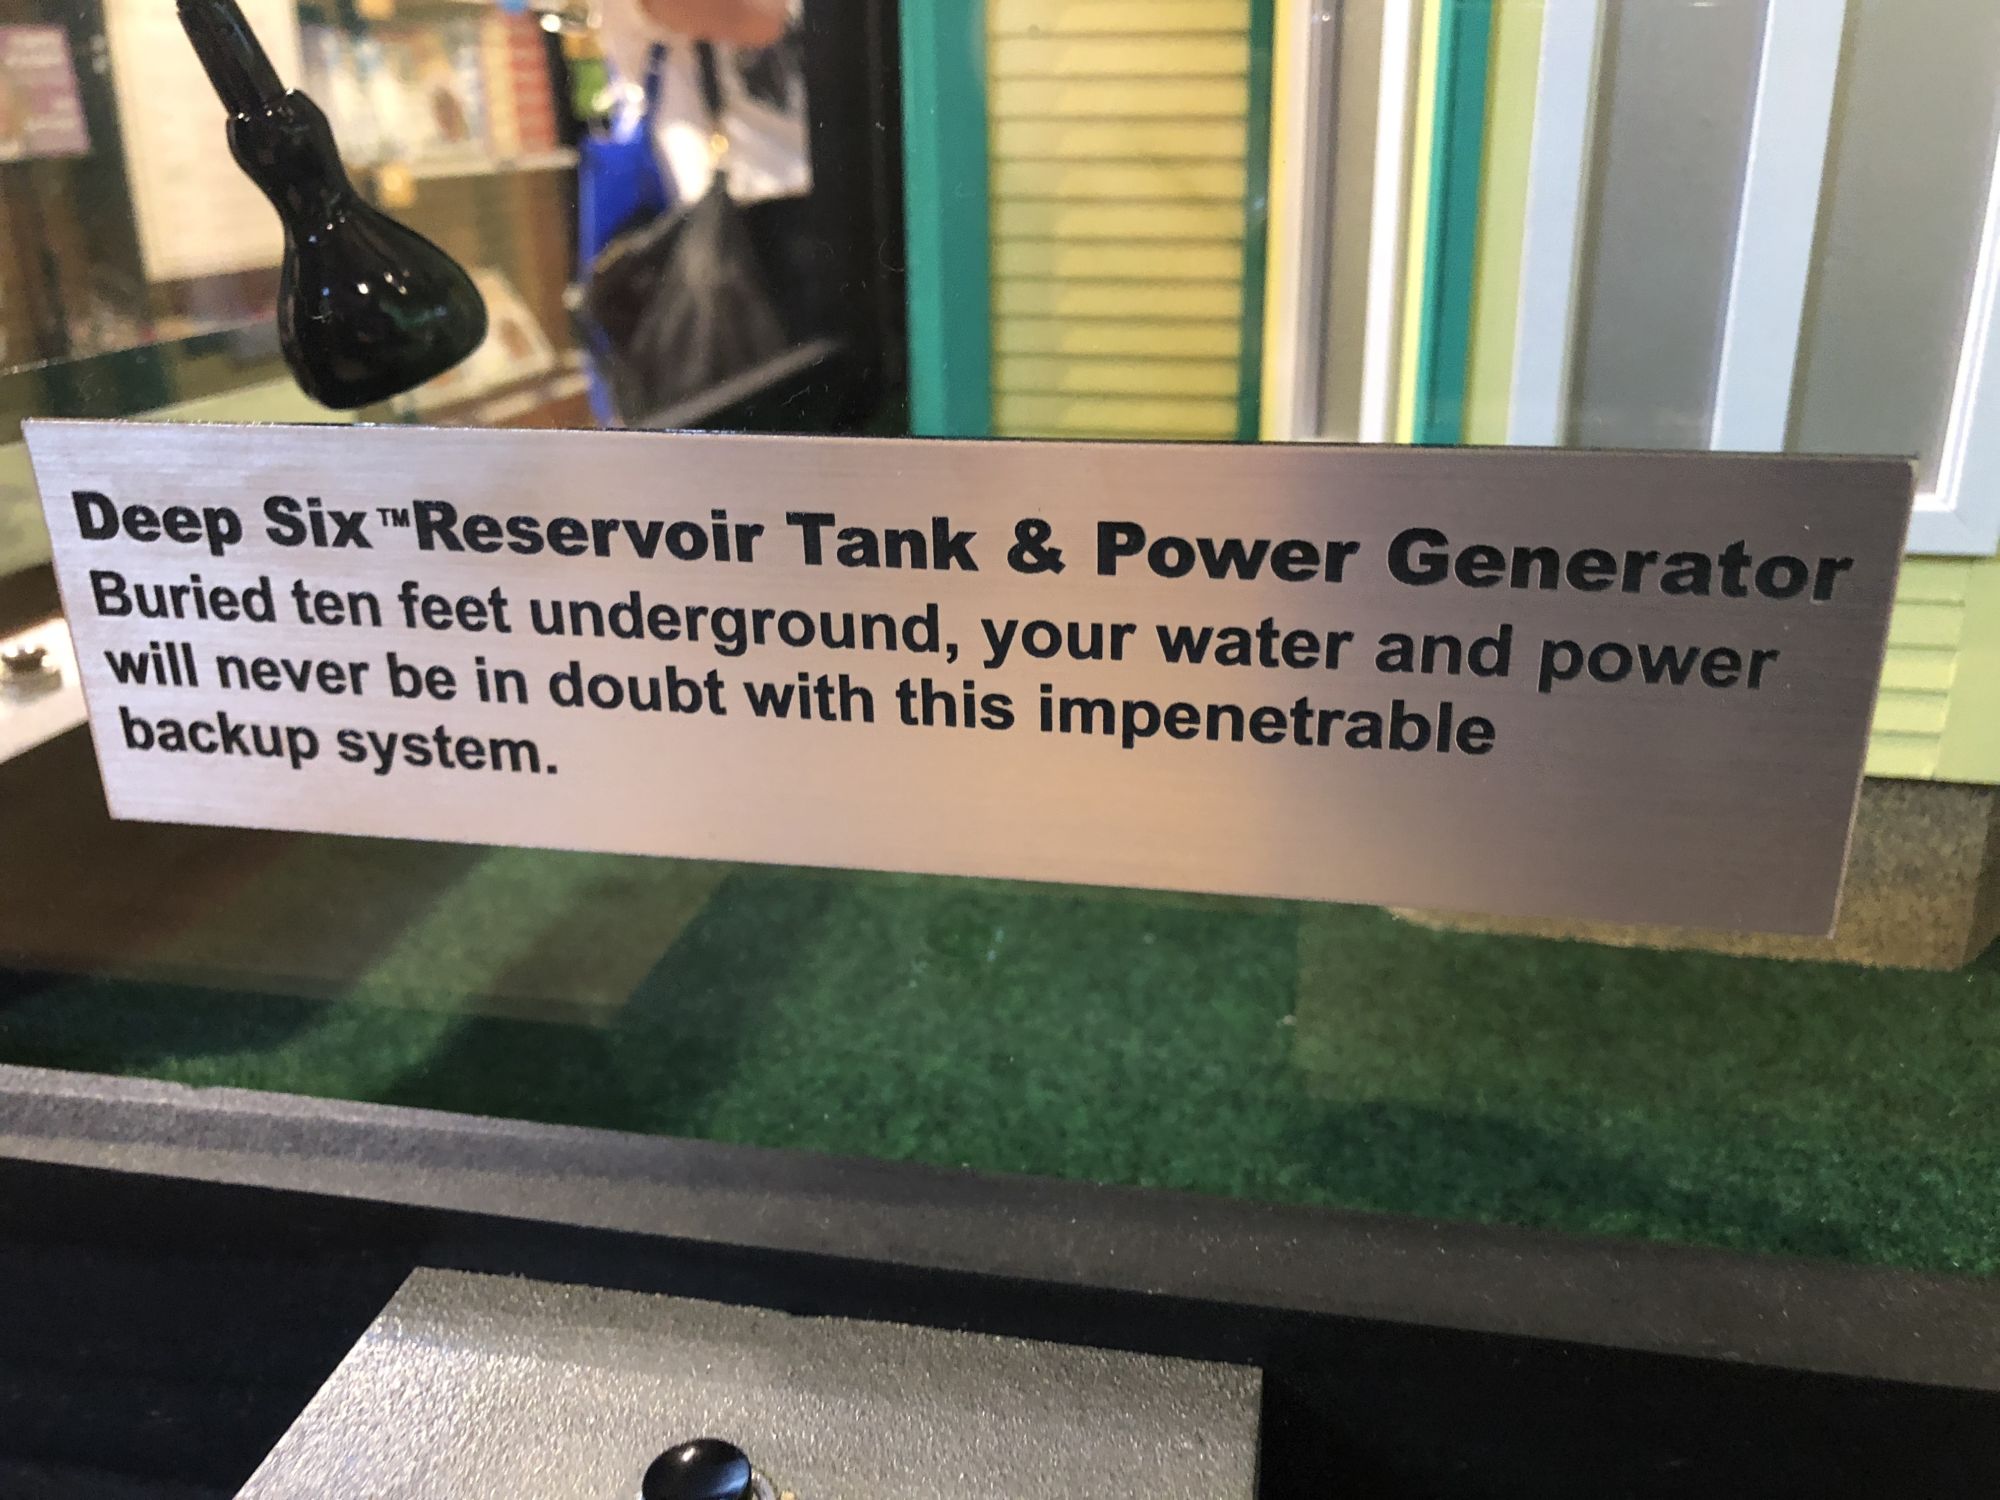 Deep Six™Reservoir Tank & Power Generator
Buried ten feet underground, your water and power
will never be in doubt with this impenetrable
backup system.